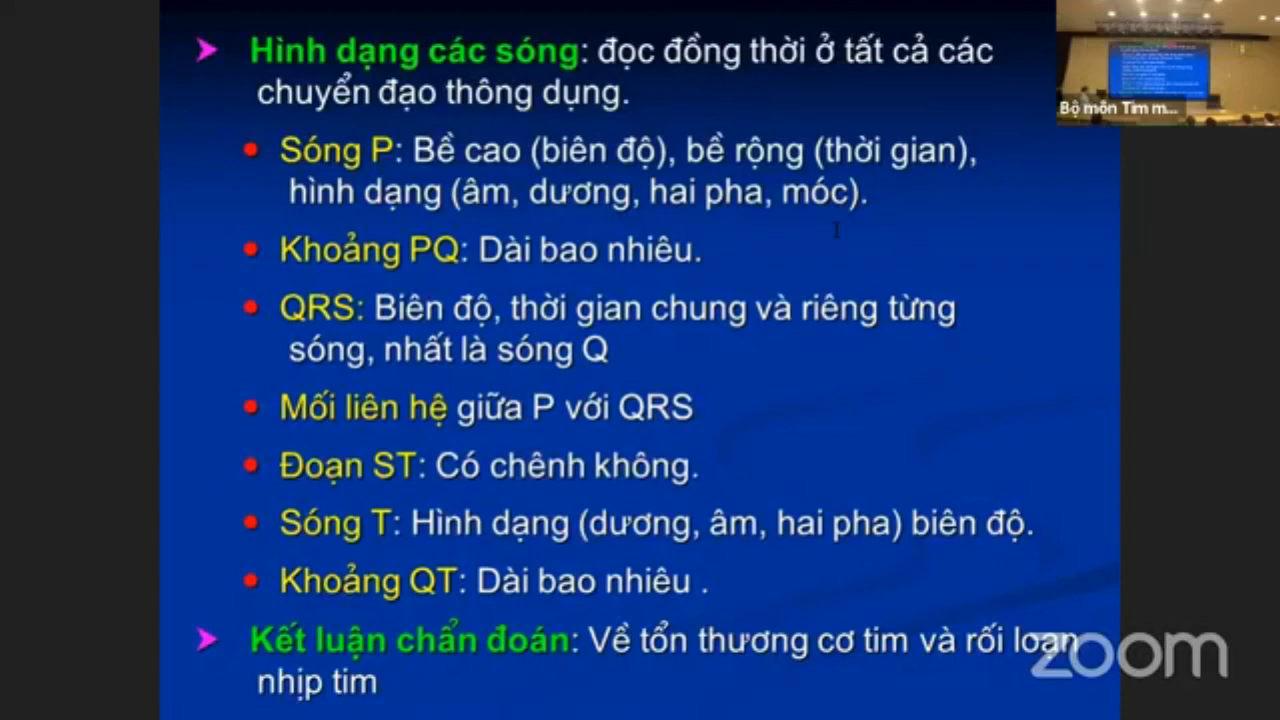 Hình dạng các sóng: đọc đồng thời ở tất cả các
chuyển đạo thông dụng.
Sóng P: Bề cao (biên độ), bề rộng (thời gian),
hình dạng (âm, dương, hai pha, móc).
Khoảng PQ: Dài bao nhiêu.
QRS: Biên độ, thời gian chung và riêng từng
sóng, nhất là sóng Q
Mối liên hệ giữa P với QRS
Đoạn ST: Có chênh không.
Sóng T: Hình dạng (dương, âm, hai pha) biên độ.
Khoảng QT: Dài bao nhiêu .
Kết luận chẩn đoán: Về tổn thương cơ tim và rối loạn
nhịp tim
Bộ môn Tim m...
zoom